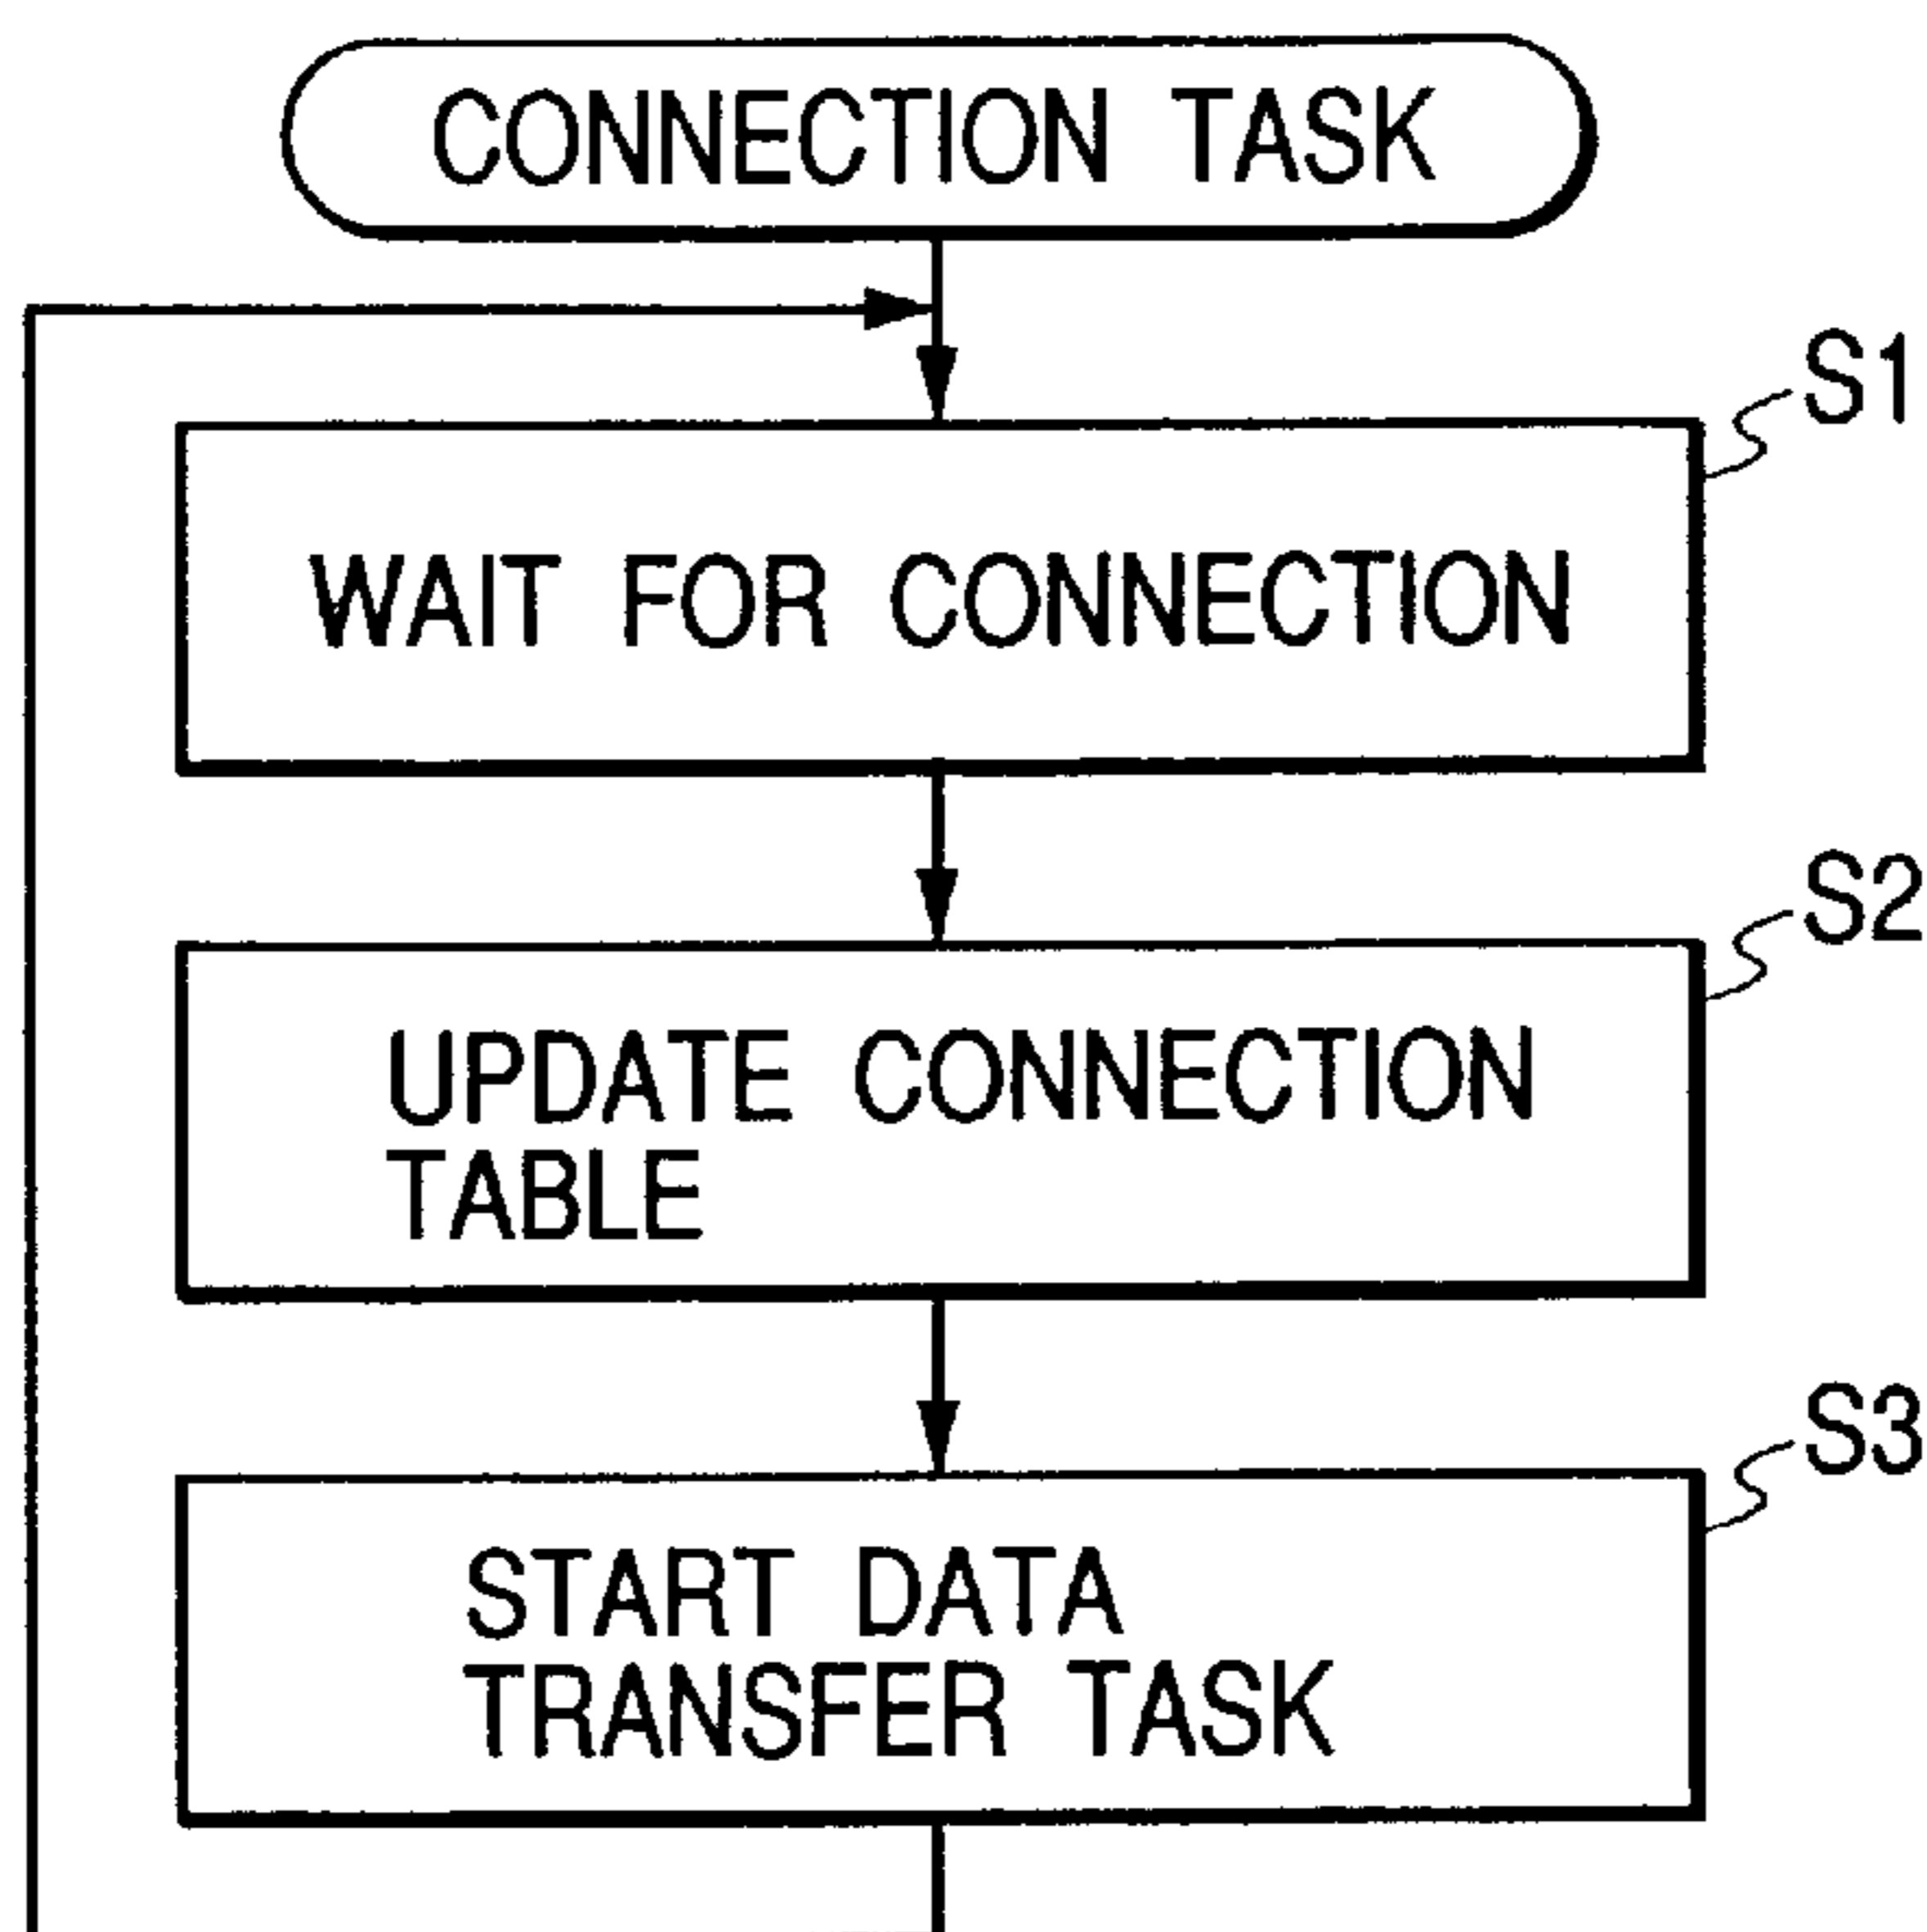 CONNECTION TASK
S1
WAIT FOR CONNECTION
S2
UPDATE CONNECTION
TABLE
S3
START DATA
TRANSFER TASK